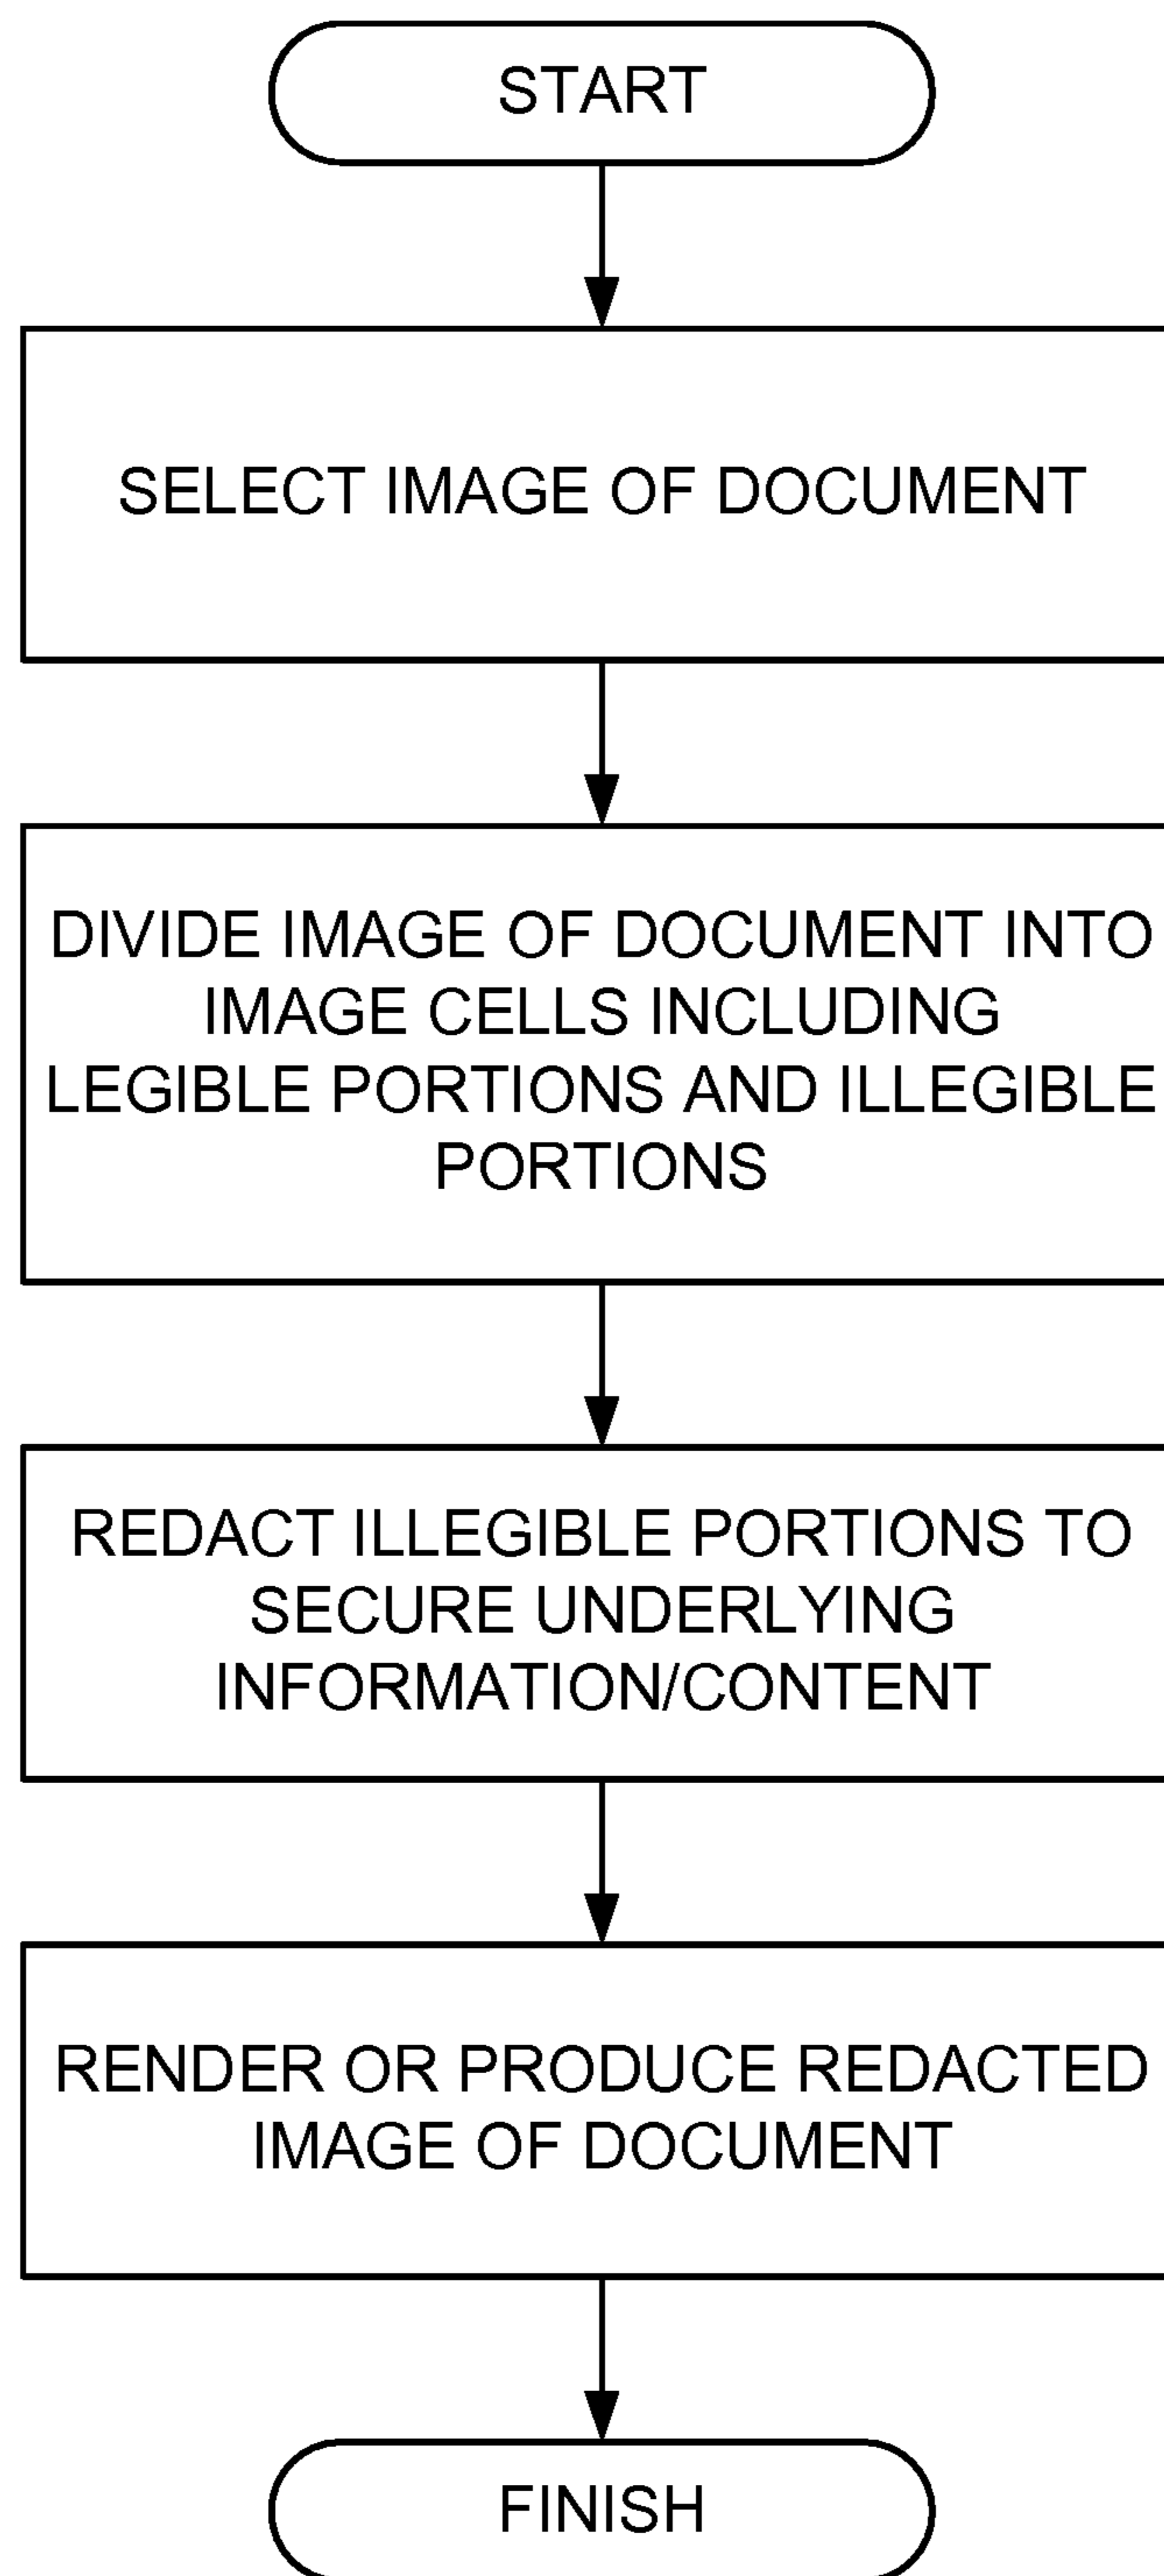 START
SELECT IMAGE OF DOCUMENT
DIVIDE IMAGE OF DOCUMENT INTO
IMAGE CELLS INCLUDING
LEGIBLE PORTIONS AND ILLEGIBLE
PORTIONS
REDACT ILLEGIBLE PORTIONS TO
SECURE UNDERLYING
INFORMATION/CONTENT
RENDER OR PRODUCE REDACTED
IMAGE OF DOCUMENT
FINISH